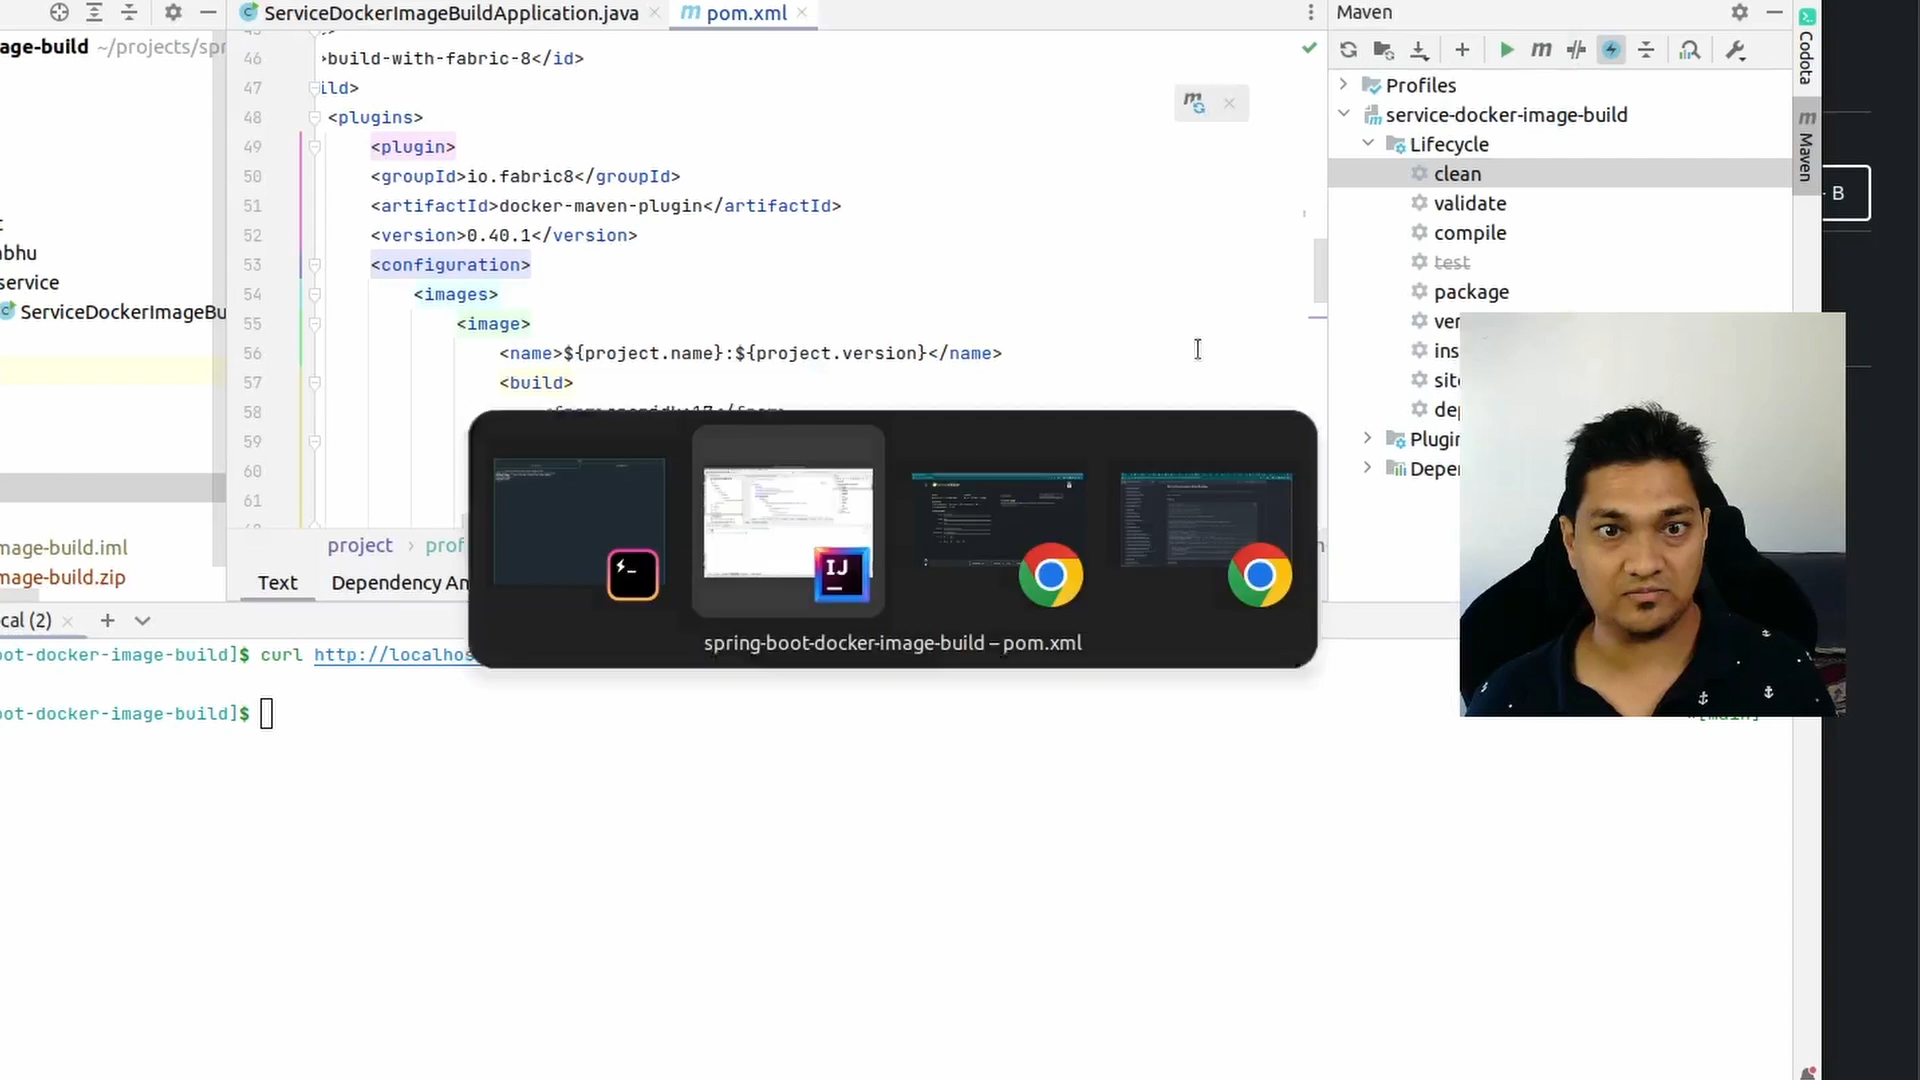 ServiceDockerImageBuildApplication.java
pom.xml
Maven
age-build ~/projects/spr
46 >build-with-fabric-8</id>
47 ild>
48 <plugins>
49 <plugin>
50 <groupId>io.fabric8</groupId>
51 <artifactId>docker-maven-plugin</artifactId>
52 <version>0.40.1</version>
53 <configuration>
54 <images>
55 <image>
56 <name>${project.name}:${project.version}</name>
57 <build>
58
59
60
61
abhu
service
ServiceDockerImageBu
mage-build.iml
mage-build.zip
project › prof
Text
Dependency An
Profiles
service-docker-image-build
Lifecycle
clean
validate
compile
test
package
ver
ins
site
dep
Plugin
Depen
Codota
Maven
B
IJ
spring-boot-docker-image-build – pom.xml
cal (2)
oot-docker-image-build]$ curl http://localhos
oot-docker-image-build]$